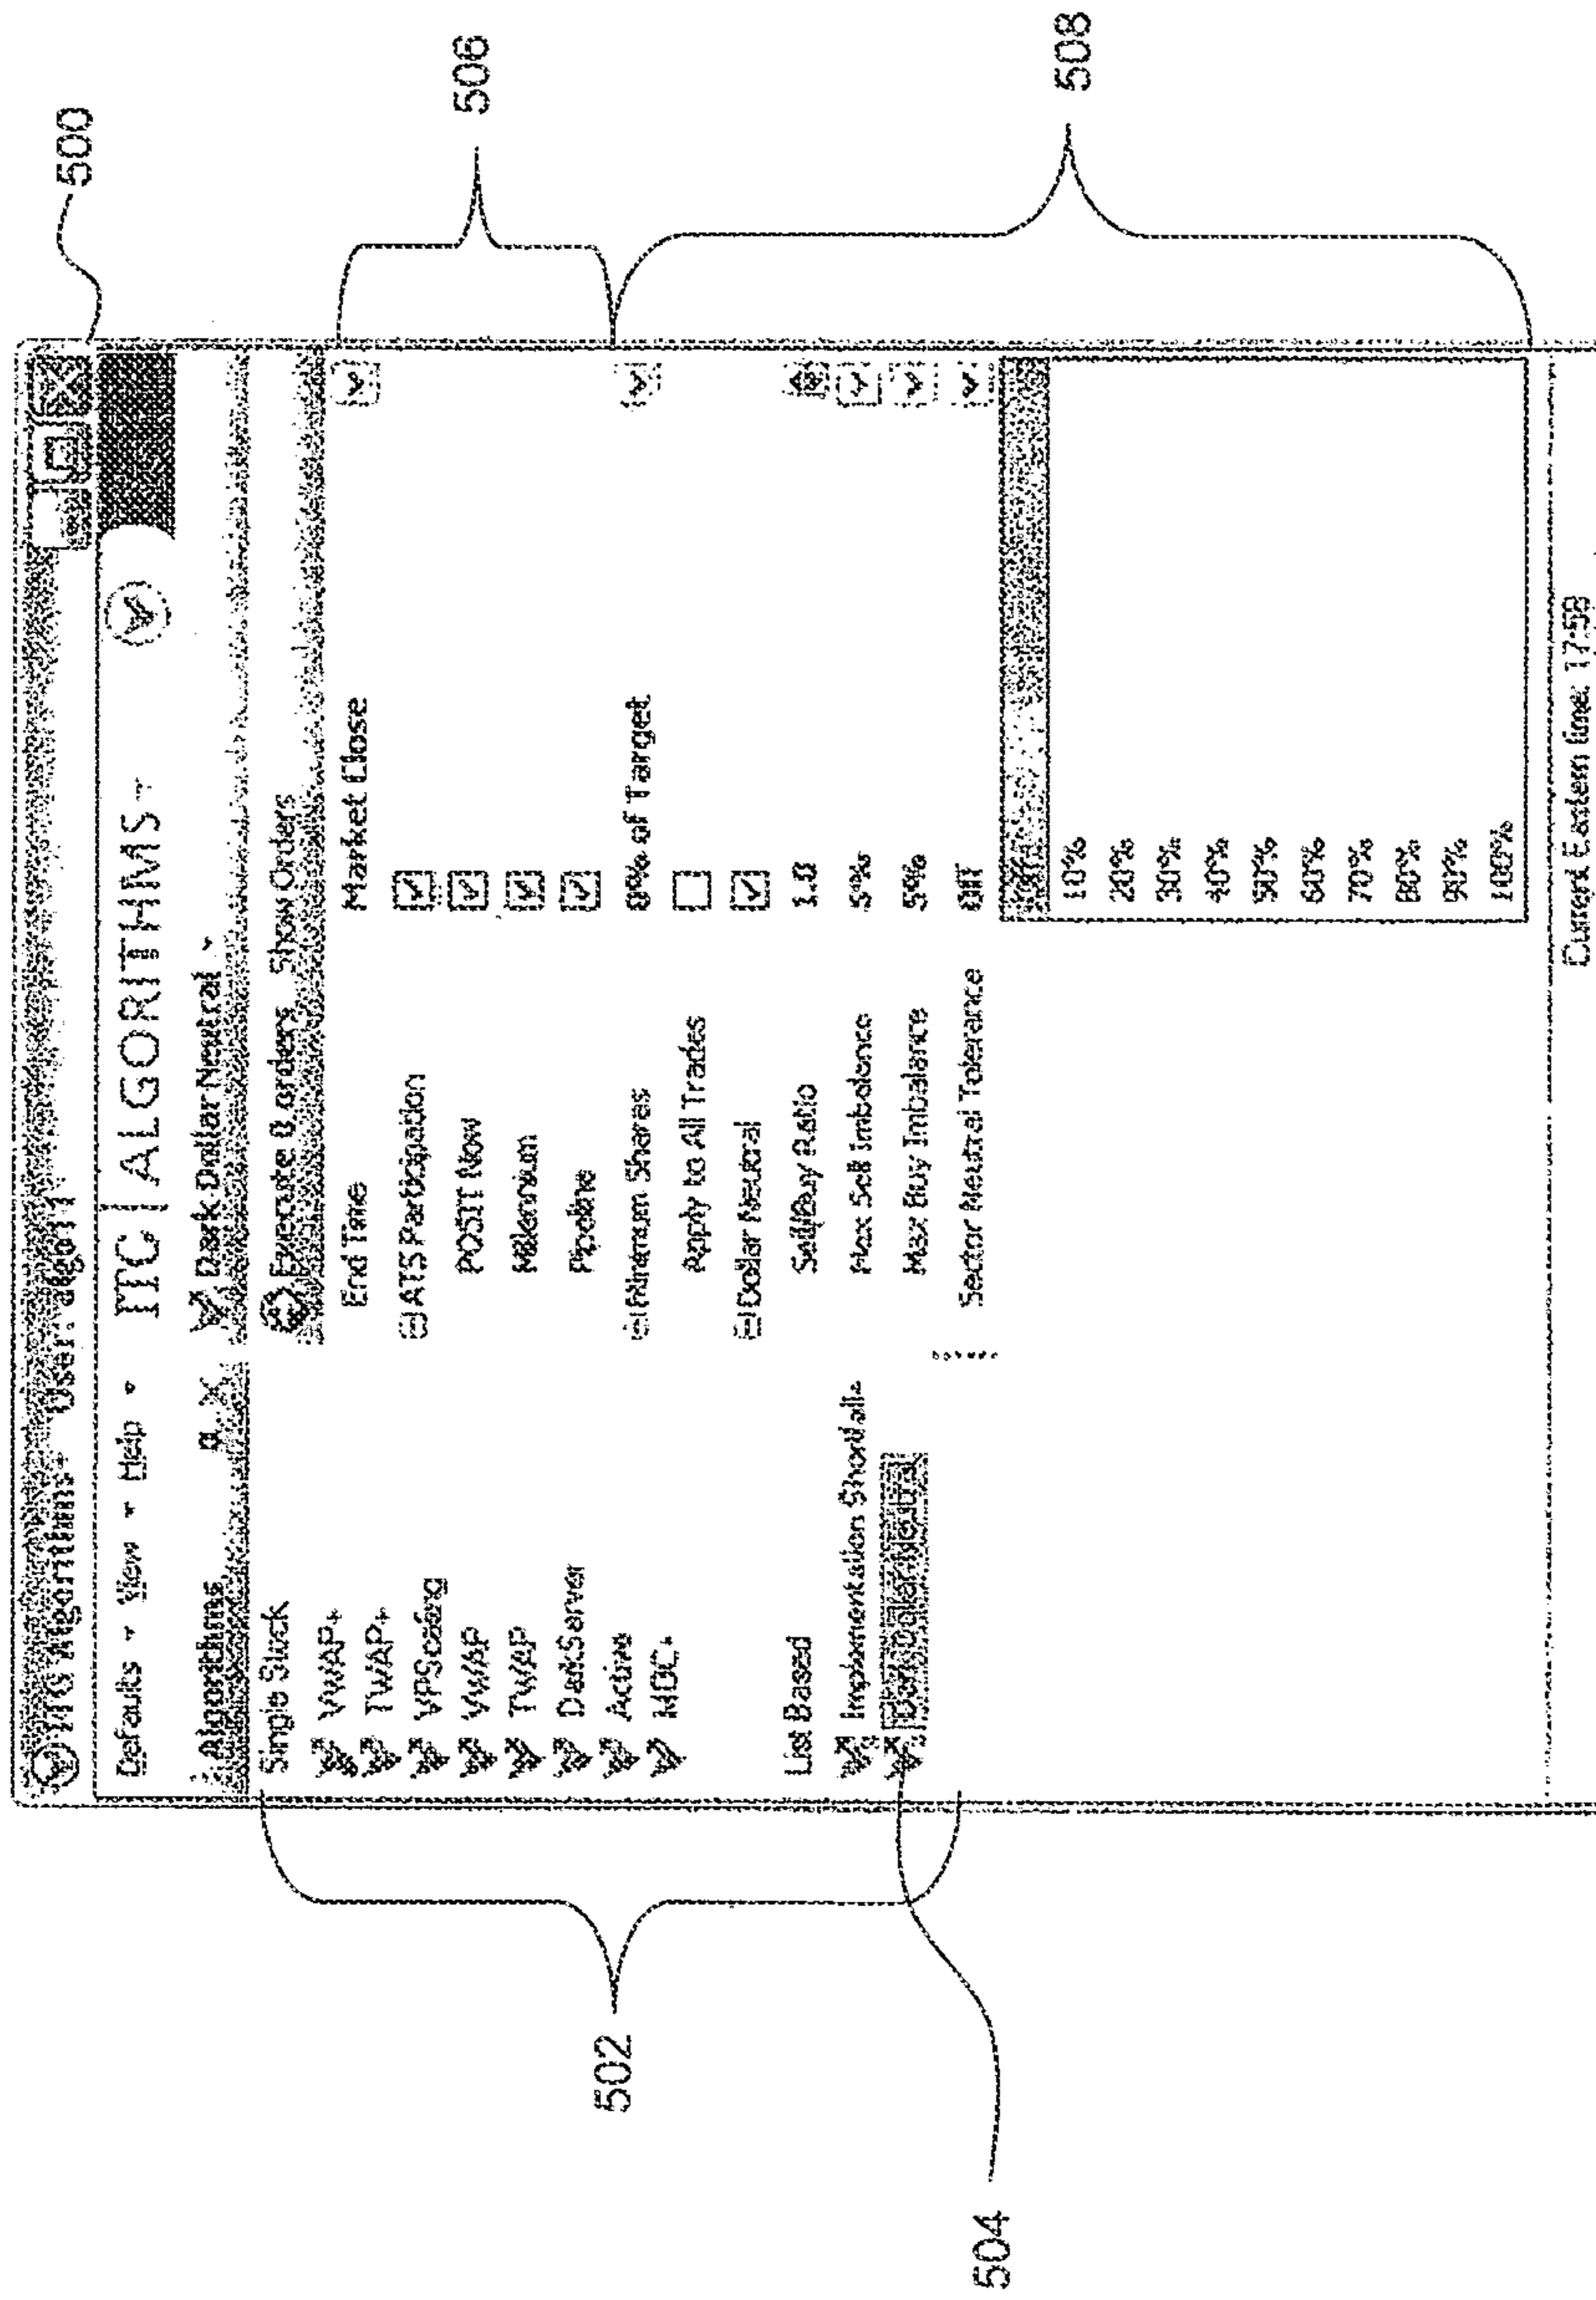 500
ITG Algorithms - User: algo11
Defaults View Help
ITG | ALGORITHMS
Algorithms
Dark Dollar Neutral
Single Stock
VWAP+
TWAP+
VPScaling
VWAP
TWAP
DarkServer
Active
MOC+
List Based
Implementation Shortfall+
Dark Dollar Neutral
Execute 0 orders Show Orders
End Time Market Close
ATS Participation
POSIT Now
Millennium
Pipeline
Minimum Shares 0% of Target
Apply to All Trades
Dollar Neutral
Sell/Buy Ratio 1.0
Max Sell Imbalance 5%
Max Buy Imbalance 5%
Sector Neutral Tolerance Off
Off
10%
20%
30%
40%
50%
60%
70%
80%
90%
100%
Current Eastern time: 17:58
502
504
506
508